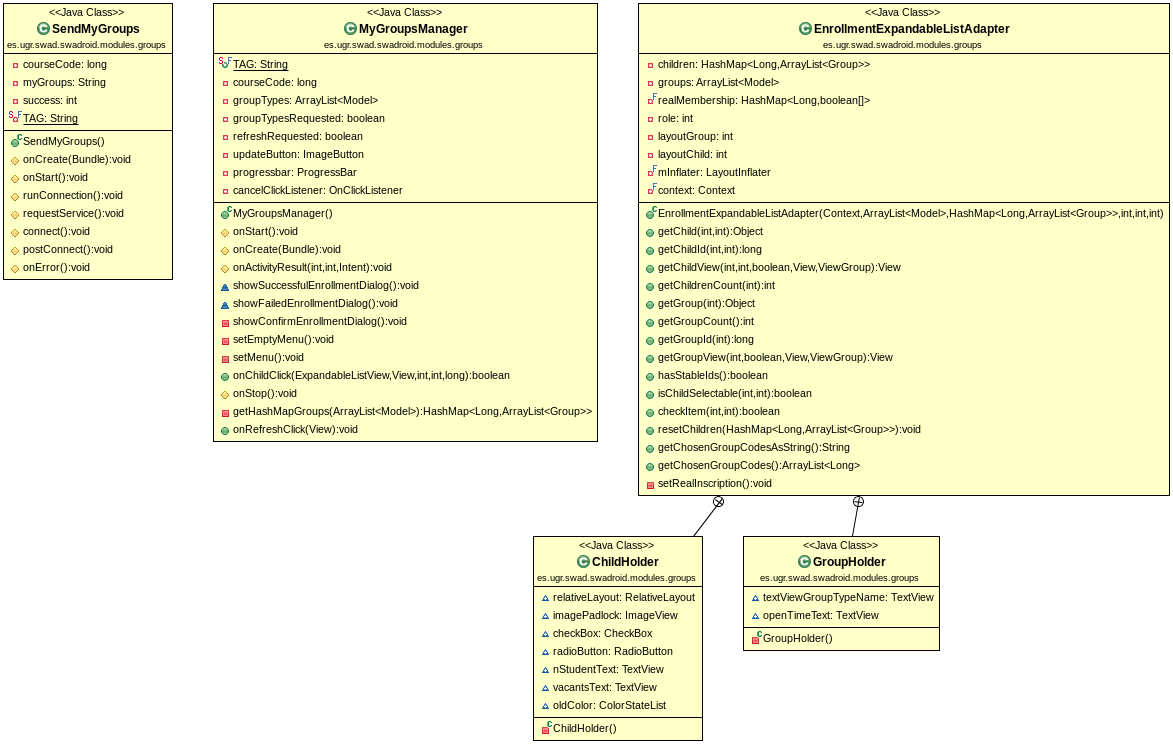 <<Java Class>>
SendMyGroups
es.ugr.swad.swadroid.modules.groups
courseCode: long
myGroups: String
success: int
TAG: String
SendMyGroups()
onCreate(Bundle):void
onStart():void
runConnection():void
requestService():void
connect():void
postConnect():void
onError():void
<<Java Class>>
MyGroupsManager
es.ugr.swad.swadroid.modules.groups
TAG: String
courseCode: long
groupTypes: ArrayList<Model>
groupTypesRequested: boolean
refreshRequested: boolean
updateButton: ImageButton
progressbar: ProgressBar
cancelClickListener: OnClickListener
MyGroupsManager()
onStart():void
onCreate(Bundle):void
onActivityResult(int,int,Intent):void
showSuccessfulEnrollmentDialog():void
showFailedEnrollmentDialog():void
showConfirmEnrollmentDialog():void
setEmptyMenu():void
setMenu():void
onChildClick(ExpandableListView,View,int,int,long):boolean
onStop():void
getHashMapGroups(ArrayList<Model>):HashMap<Long,ArrayList<Group>>
onRefreshClick(View):void
<<Java Class>>
EnrollmentExpandableListAdapter
es.ugr.swad.swadroid.modules.groups
children: HashMap<Long,ArrayList<Group>>
groups: ArrayList<Model>
realMembership: HashMap<Long,boolean[]>
role: int
layoutGroup: int
layoutChild: int
mInflater: LayoutInflater
context: Context
EnrollmentExpandableListAdapter(Context,ArrayList<Model>,HashMap<Long,ArrayList<Group>>,int,int,int)
getChild(int,int):Object
getChildId(int,int):long
getChildView(int,int,boolean,View,ViewGroup):View
getChildrenCount(int):int
getGroup(int):Object
getGroupCount():int
getGroupId(int):long
getGroupView(int,boolean,View,ViewGroup):View
hasStableIds():boolean
isChildSelectable(int,int):boolean
checkItem(int,int):boolean
resetChildren(HashMap<Long,ArrayList<Group>>):void
getChosenGroupCodesAsString():String
getChosenGroupCodes():ArrayList<Long>
setRealInscription():void
<<Java Class>>
ChildHolder
es.ugr.swad.swadroid.modules.groups
relativeLayout: RelativeLayout
imagePadlock: ImageView
checkBox: CheckBox
radioButton: RadioButton
nStudentText: TextView
vacantsText: TextView
oldColor: ColorStateList
ChildHolder()
<<Java Class>>
GroupHolder
es.ugr.swad.swadroid.modules.groups
textViewGroupTypeName: TextView
openTimeText: TextView
GroupHolder()